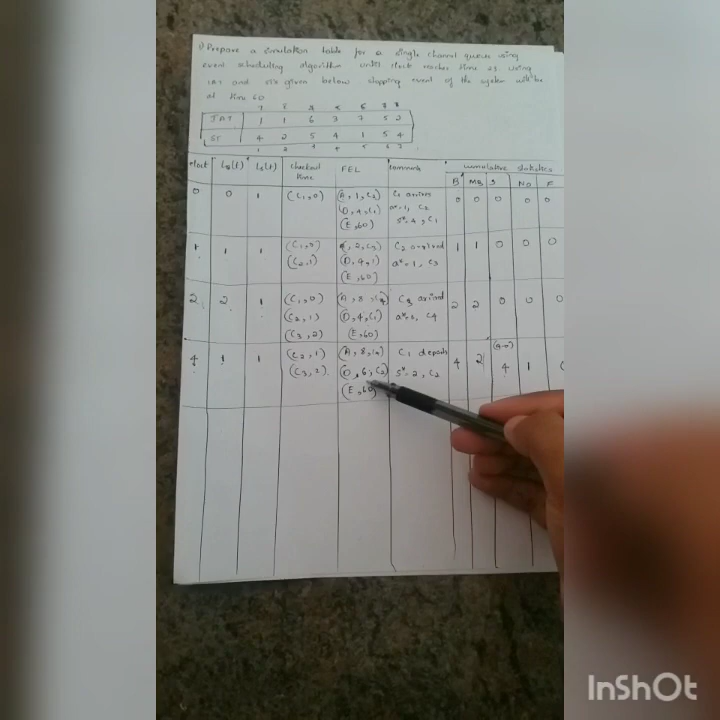 1) Prepare a simulation table for a single channel queue using
event scheduling algorithm until clock reaches time 23 using
IAT and given below stopping event of the system will be
at time 60
IAT 1 1 6 3 7 5 2
ST 4 2 5 4 1 5 4
clock LQ(t) LS(t) checkout time FEL comments cumulative statistics
B MQ S ND F
0 0 1 (C1,0) (A,1,C2) C1 arrives 0 0 0 0 0
(D,4,C1) a*=1, C2
(E,60) s*=4, C1
1 1 1 (C1,0) (A,2,C3) C2 arrived 1 1 0 0 0
(C2,1) (D,4,1) a*=1, C3
(E,60)
2 2 1 (C1,0) (A,8,C4) C3 arrived 2 2 0 0 0
(C2,1) (D,4,C1) C4
(C3,2) (E,60)
4 1 1 (C2,1) (A,8,C4) C1 departs 4 2 (4-0) 4 1
(C3,2) (D,6,C2) s*=2, C2
(E,60)
InShOt